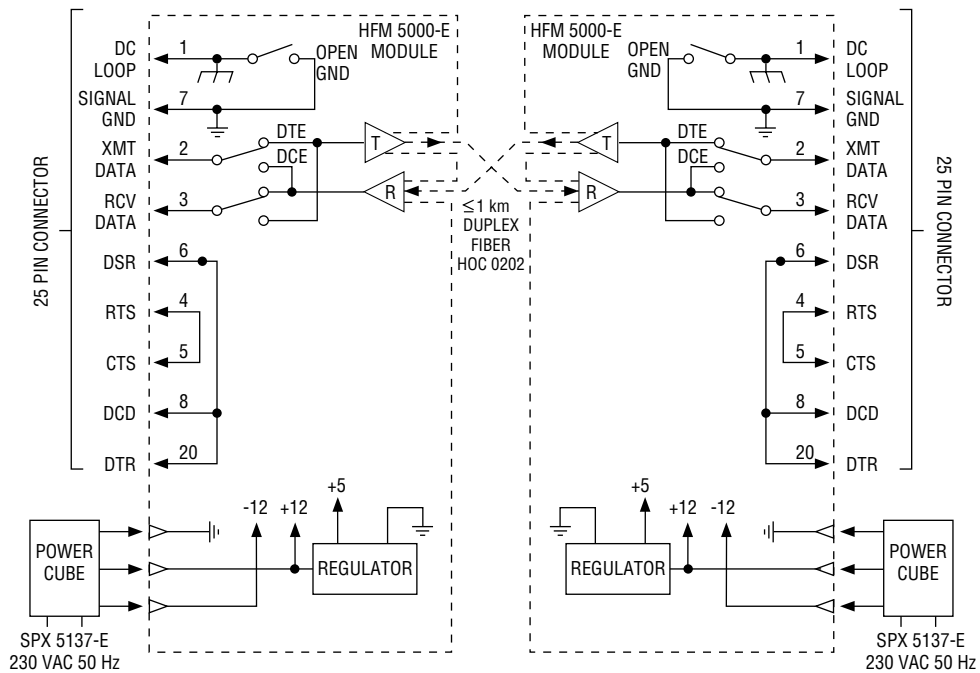 HFM 5000-E
MODULE
DC
LOOP
1
OPEN
GND
SIGNAL
GND
7
XMT
DATA
2
DTE
DCE
T
RCV
DATA
3
R
DSR
6
RTS
4
CTS
5
DCD
8
DTR
20
25 PIN CONNECTOR
≤1 km
DUPLEX
FIBER
HOC 0202
HFM 5000-E
MODULE
OPEN
GND
1
DC
LOOP
7
SIGNAL
GND
DTE
DCE
T
2
XMT
DATA
R
3
RCV
DATA
6
DSR
4
RTS
5
CTS
8
DCD
20
DTR
25 PIN CONNECTOR
-12
+12
+5
POWER
CUBE
REGULATOR
SPX 5137-E
230 VAC 50 Hz
+5
+12
-12
REGULATOR
POWER
CUBE
SPX 5137-E
230 VAC 50 Hz